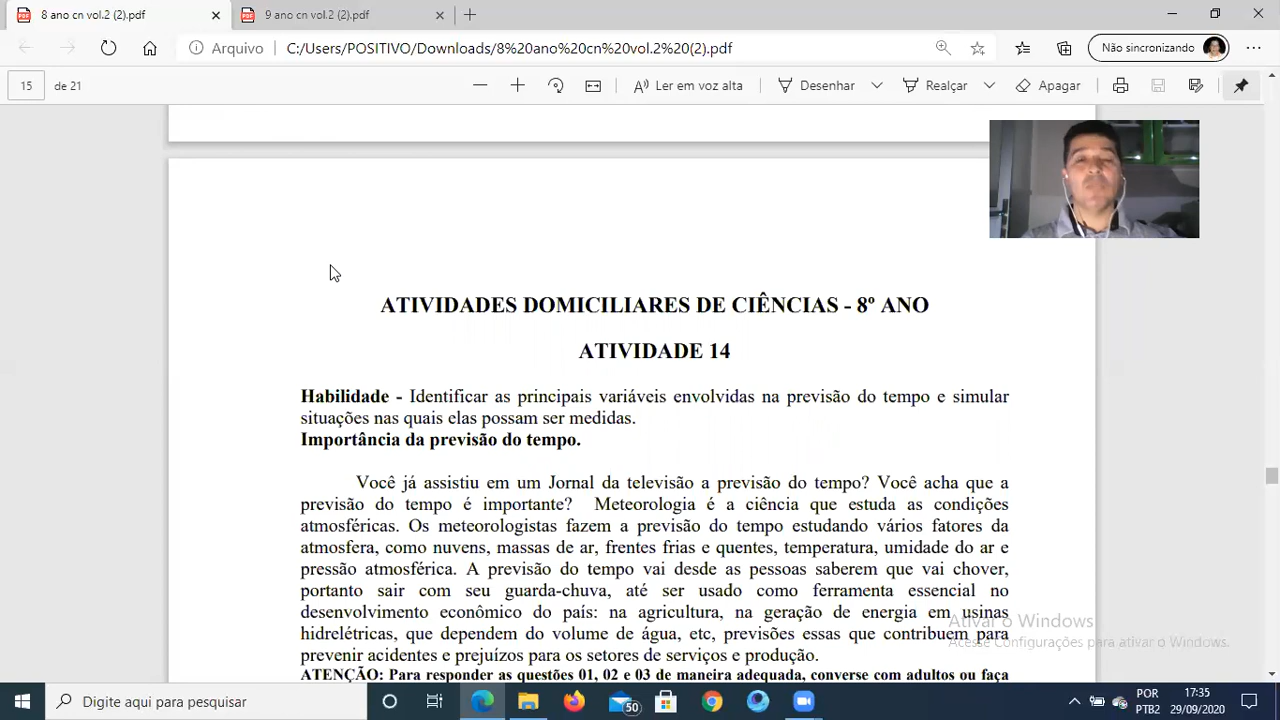 8 ano cn vol.2 (2).pdf
9 ano cn vol.2 (2).pdf
Arquivo
C:/Users/POSITIVO/Downloads/8%20ano%20cn%20vol.2%20(2).pdf
Não sincronizando
15
de 21
Ler em voz alta
Desenhar
Realçar
Apagar
ATIVIDADES DOMICILIARES DE CIÊNCIAS - 8º ANO
ATIVIDADE 14
Habilidade - Identificar as principais variáveis envolvidas na previsão do tempo e simular
situações nas quais elas possam ser medidas.
Importância da previsão do tempo.
Você já assistiu em um Jornal da televisão a previsão do tempo? Você acha que a
previsão do tempo é importante? Meteorologia é a ciência que estuda as condições
atmosféricas. Os meteorologistas fazem a previsão do tempo estudando vários fatores da
atmosfera, como nuvens, massas de ar, frentes frias e quentes, temperatura, umidade do ar e
pressão atmosférica. A previsão do tempo vai desde as pessoas saberem que vai chover,
portanto sair com seu guarda-chuva, até ser usado como ferramenta essencial no
desenvolvimento econômico do país: na agricultura, na geração de energia em usinas
hidrelétricas, que dependem do volume de água, etc, previsões essas que contribuem para
prevenir acidentes e prejuízos para os setores de serviços e produção.
ATENÇÃO: Para responder as questões 01, 02 e 03 de maneira adequada, converse com adultos ou faça
Ativar o Windows
Acesse Configurações para ativar o Windows.
Digite aqui para pesquisar
50
POR
PTB2
17:35
29/09/2020